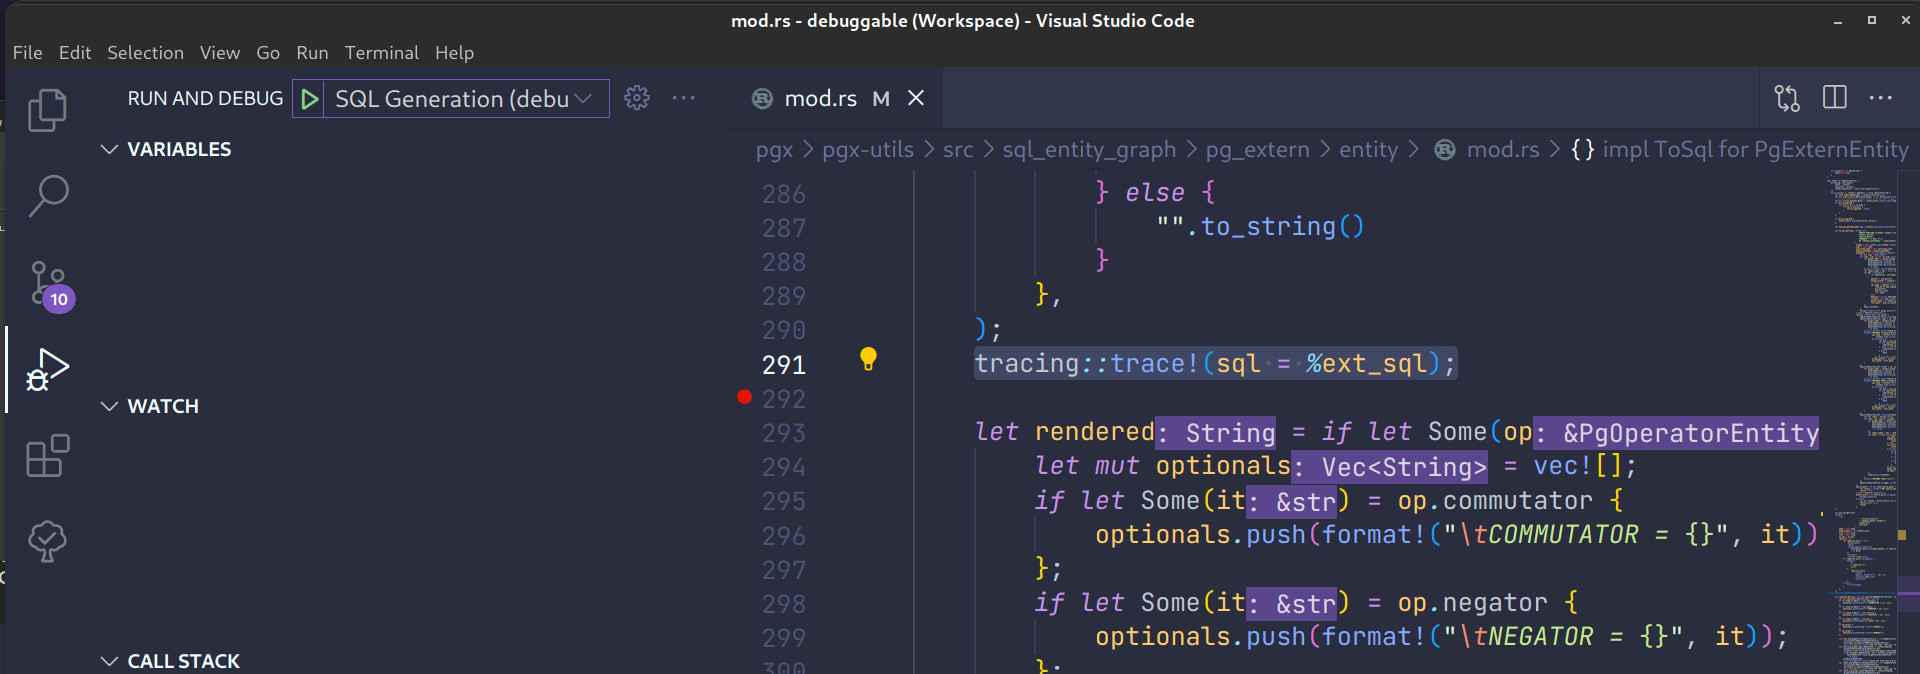 mod.rs - debuggable (Workspace) - Visual Studio Code
File Edit Selection View Go Run Terminal Help
RUN AND DEBUG SQL Generation (debu
mod.rs M
VARIABLES
pgx > pgx-utils > src > sql_entity_graph > pg_extern > entity > mod.rs > {} impl ToSql for PgExternEntity
286 } else {
287 "".to_string()
288 }
289 },
290 );
291 tracing::trace!(sql = %ext_sql);
292
293 let rendered: String = if let Some(op: &PgOperatorEntity
294 let mut optionals: Vec<String> = vec![];
295 if let Some(it: &str) = op.commutator {
296 optionals.push(format!("\tCOMMUTATOR = {}", it))
297 };
298 if let Some(it: &str) = op.negator {
299 optionals.push(format!("\tNEGATOR = {}", it));
300 };
10
WATCH
CALL STACK